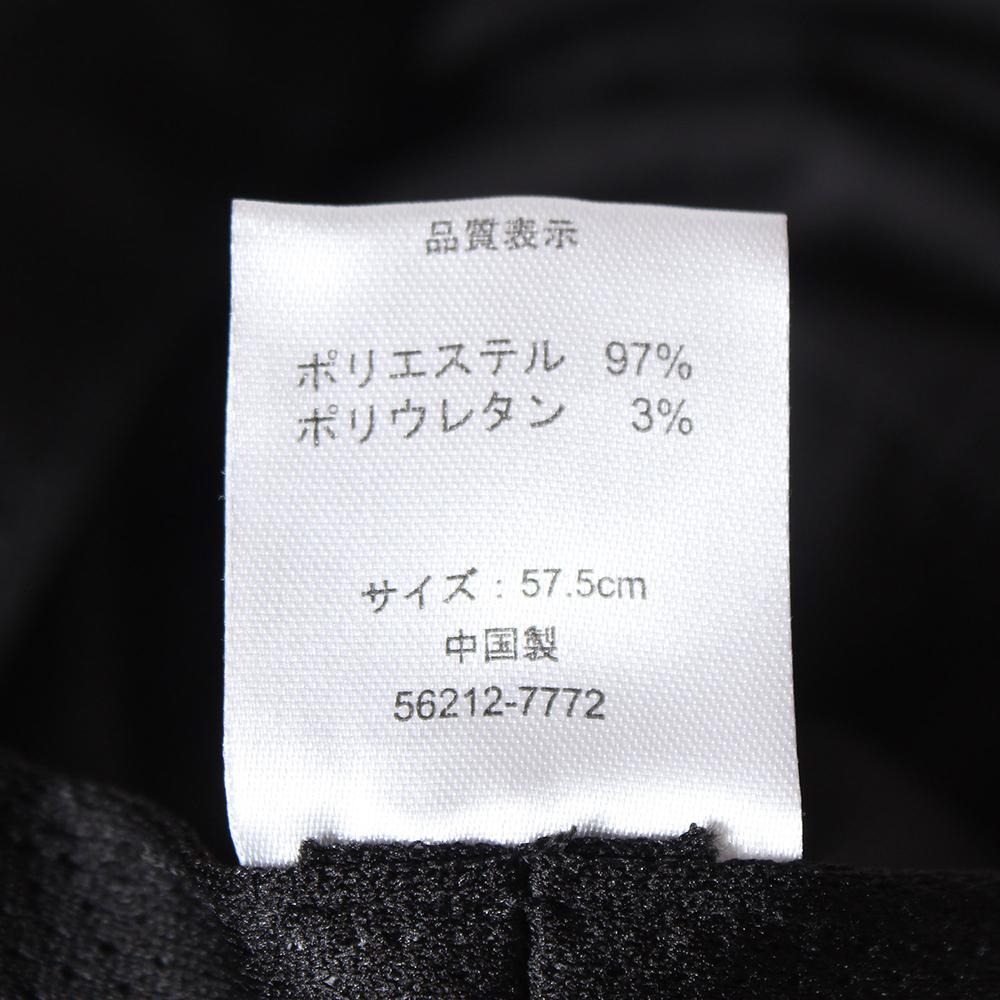 品質表示
ポリエステル 97%
ポリウレタン 3%
サイズ：57.5cm
中国製
56212-7772